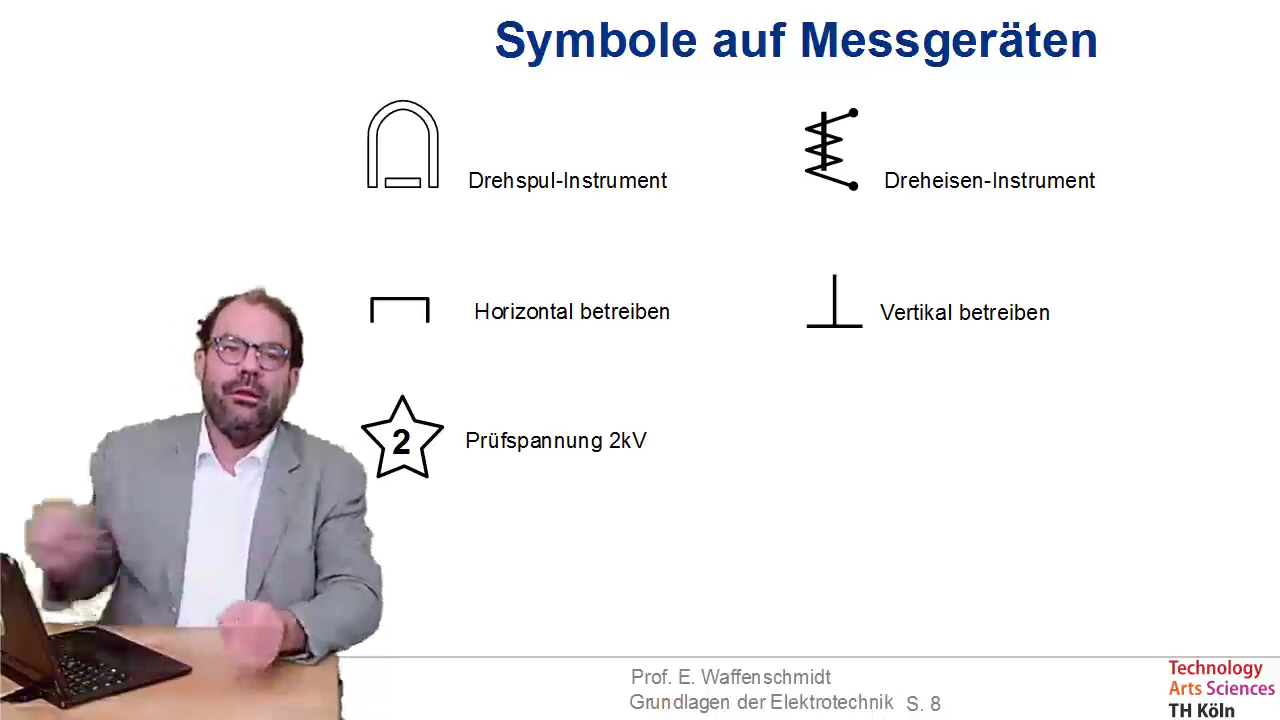 Symbole auf Messgeräten
Drehspul-Instrument
Dreheisen-Instrument
Horizontal betreiben
Vertikal betreiben
2
Prüfspannung 2kV
Prof. E. Waffenschmidt
Grundlagen der Elektrotechnik S. 8
Technology
Arts Sciences
TH Köln